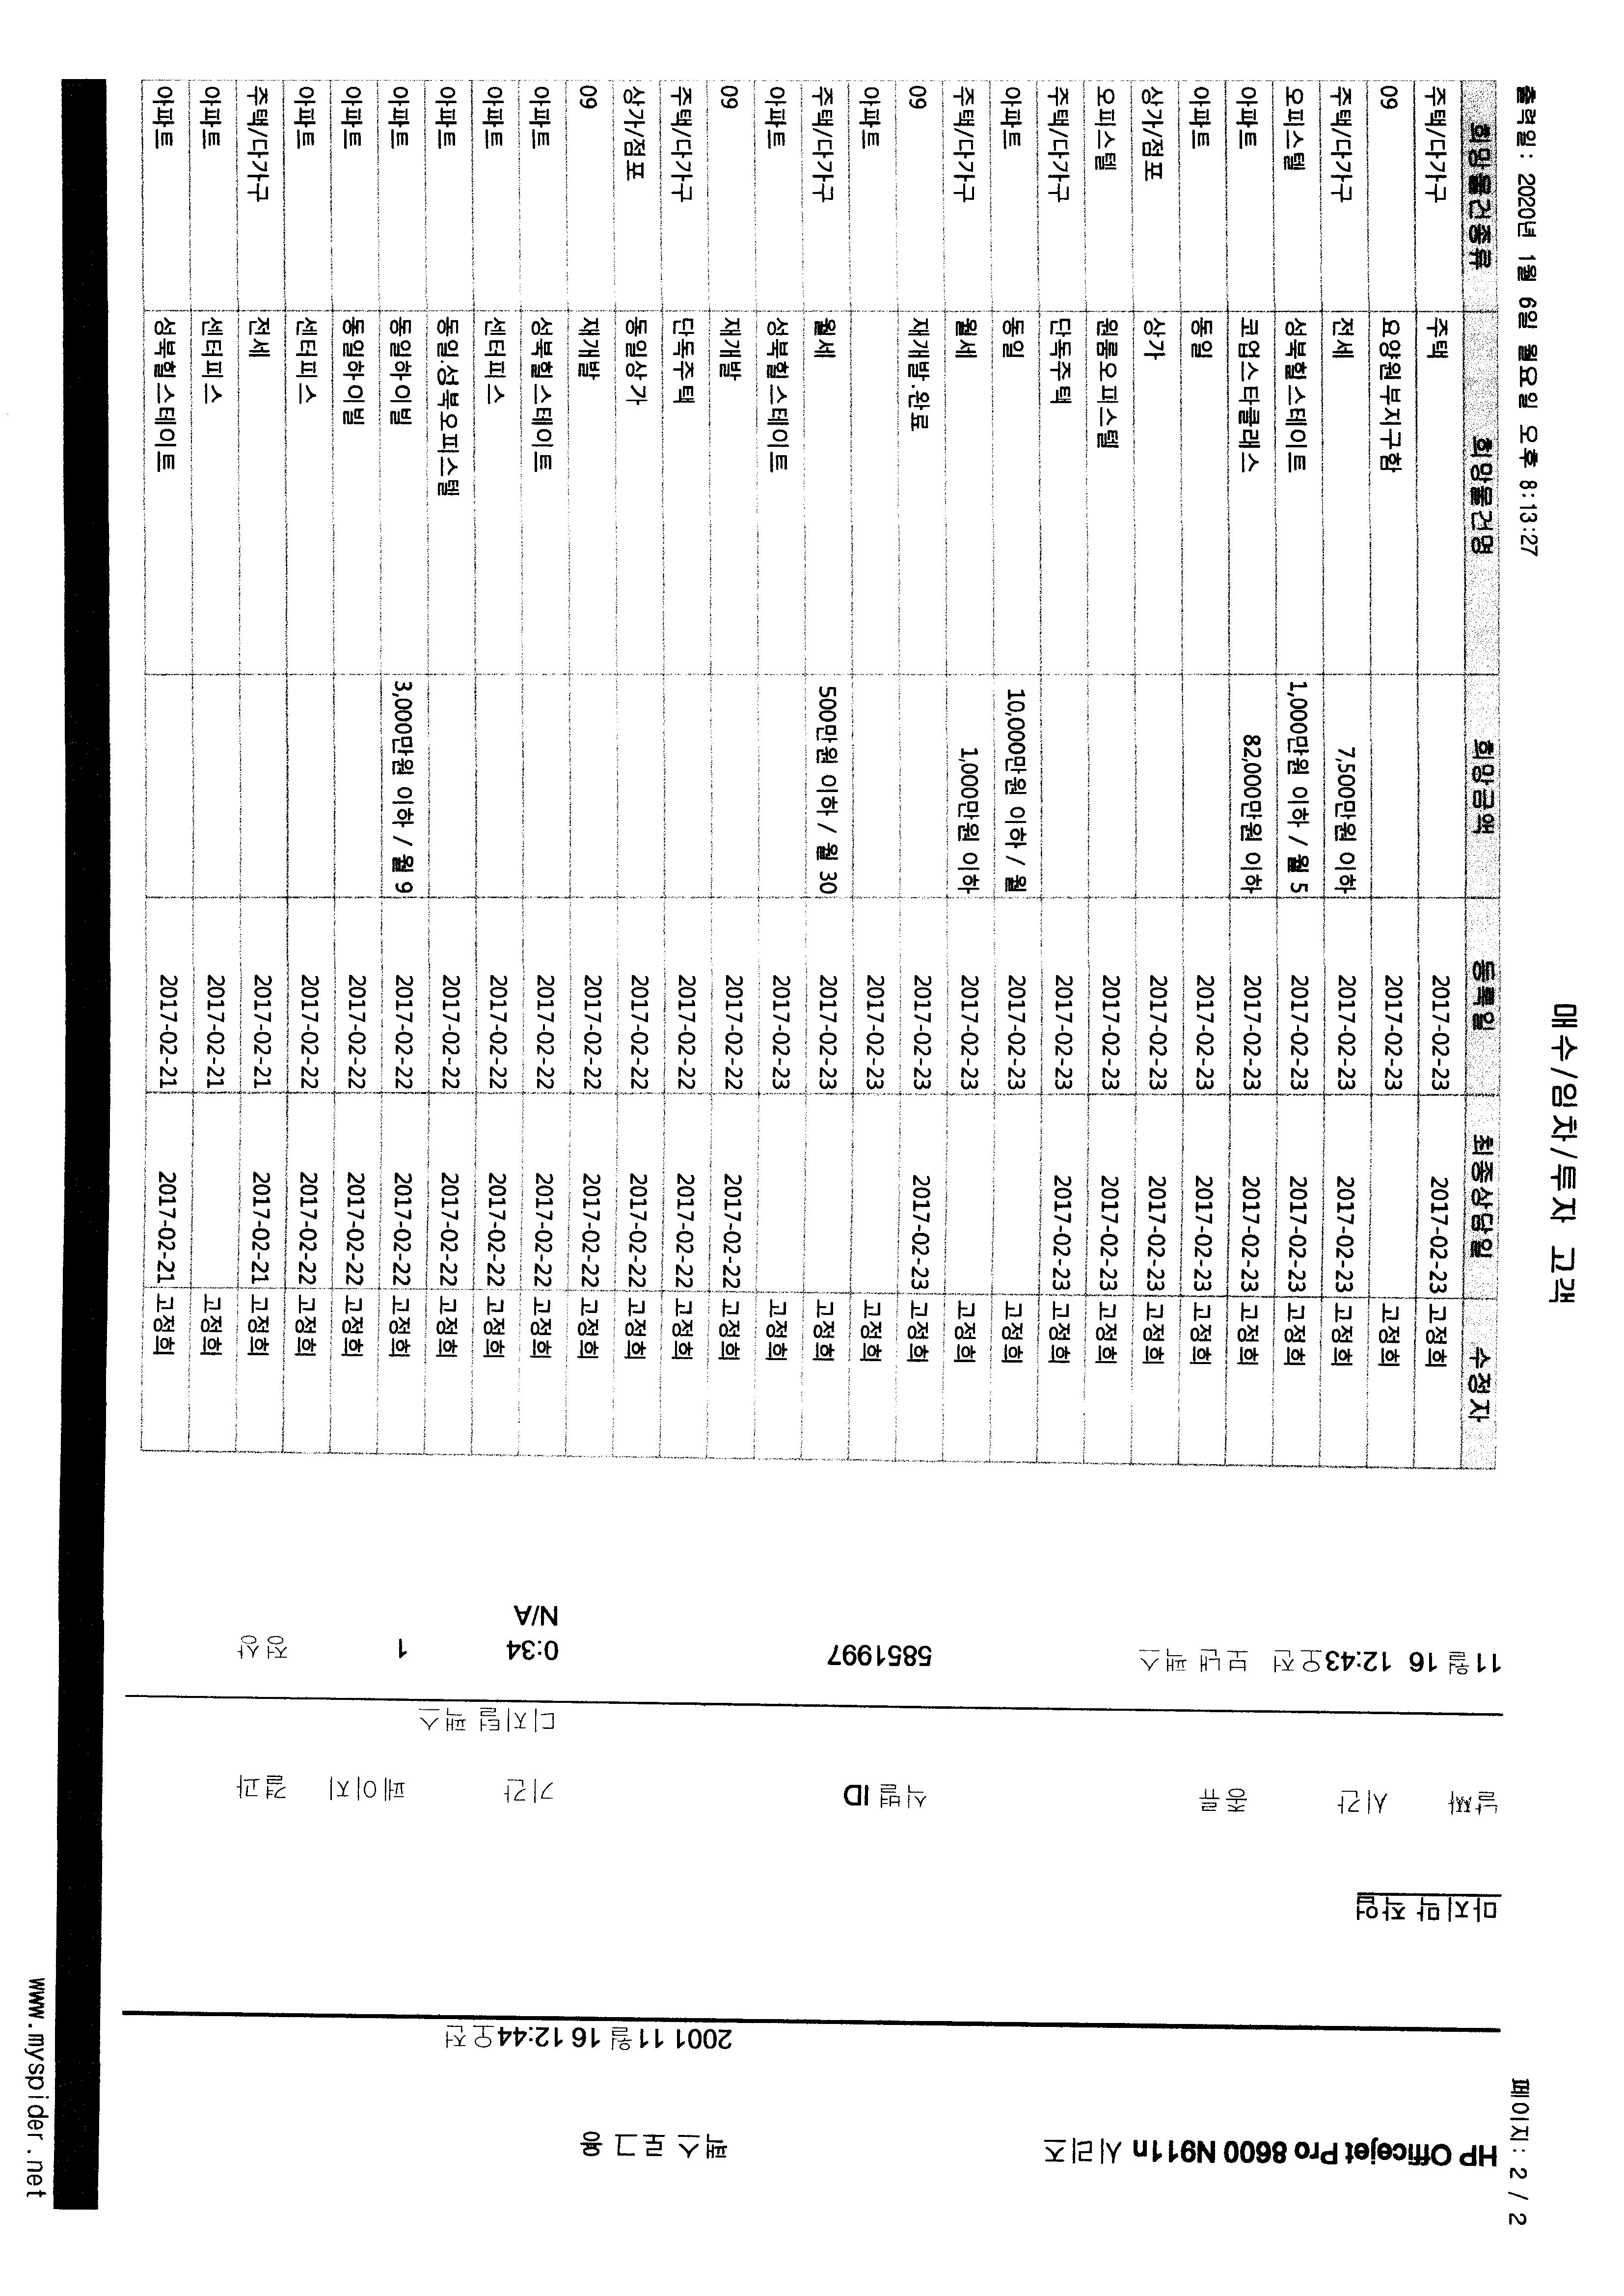 매수/임차/투자 고객
출력일: 2020년 1월 6일 월요일 오후 8:13:27
페이지: 2 / 2
희망물건종류 희망물건명 희망금액 등록일 최종상담일 수정자
주택/다가구 주택 2017-02-23 2017-02-23 고정희
09 요양원부지구함 2017-02-23 고정희
주택/다가구 전세 7,500만원 이하 2017-02-23 2017-02-23 고정희
오피스텔 성북힐스테이트 1,000만원 이하 / 월 5 2017-02-23 2017-02-23 고정희
아파트 코업스타클래스 82,000만원 이하 2017-02-23 2017-02-23 고정희
아파트 동일 2017-02-23 2017-02-23 고정희
상가/점포 상가 2017-02-23 2017-02-23 고정희
오피스텔 원룸오피스텔 2017-02-23 2017-02-23 고정희
주택/다가구 단독주택 2017-02-23 2017-02-23 고정희
아파트 동일 10,000만원 이하 / 월 2017-02-23 고정희
주택/다가구 월세 1,000만원 이하 2017-02-23 고정희
09 재개발.완료 2017-02-23 2017-02-23 고정희
아파트 2017-02-23 고정희
주택/다가구 월세 500만원 이하 / 월 30 2017-02-23 고정희
아파트 성북힐스테이트 2017-02-23 고정희
09 재개발 2017-02-22 2017-02-22 고정희
주택/다가구 단독주택 2017-02-22 2017-02-22 고정희
상가/점포 동일상가 2017-02-22 2017-02-22 고정희
09 재개발 2017-02-22 2017-02-22 고정희
아파트 성북힐스테이트 2017-02-22 2017-02-22 고정희
아파트 센터피스 2017-02-22 2017-02-22 고정희
아파트 동일.성북오피스텔 2017-02-22 2017-02-22 고정희
아파트 동일하이빌 3,000만원 이하 / 월 9 2017-02-22 2017-02-22 고정희
아파트 동일하이빌 2017-02-22 2017-02-22 고정희
아파트 센터피스 2017-02-22 2017-02-22 고정희
주택/다가구 전세 2017-02-21 2017-02-21 고정희
아파트 센터피스 2017-02-21 고정희
아파트 성북힐스테이트 2017-02-21 2017-02-21 고정희
HP Officejet Pro 8600 N911n 시리즈 팩스 로그 용
2001 11월 16 12:44오전
마지막 작업
날짜 시간 종류 식별 ID 기간 페이지 결과
디지털 팩스
11월 16 12:43오전 보낸 팩스 5851997 0:34 1 정상
N/A
www.myspider.net